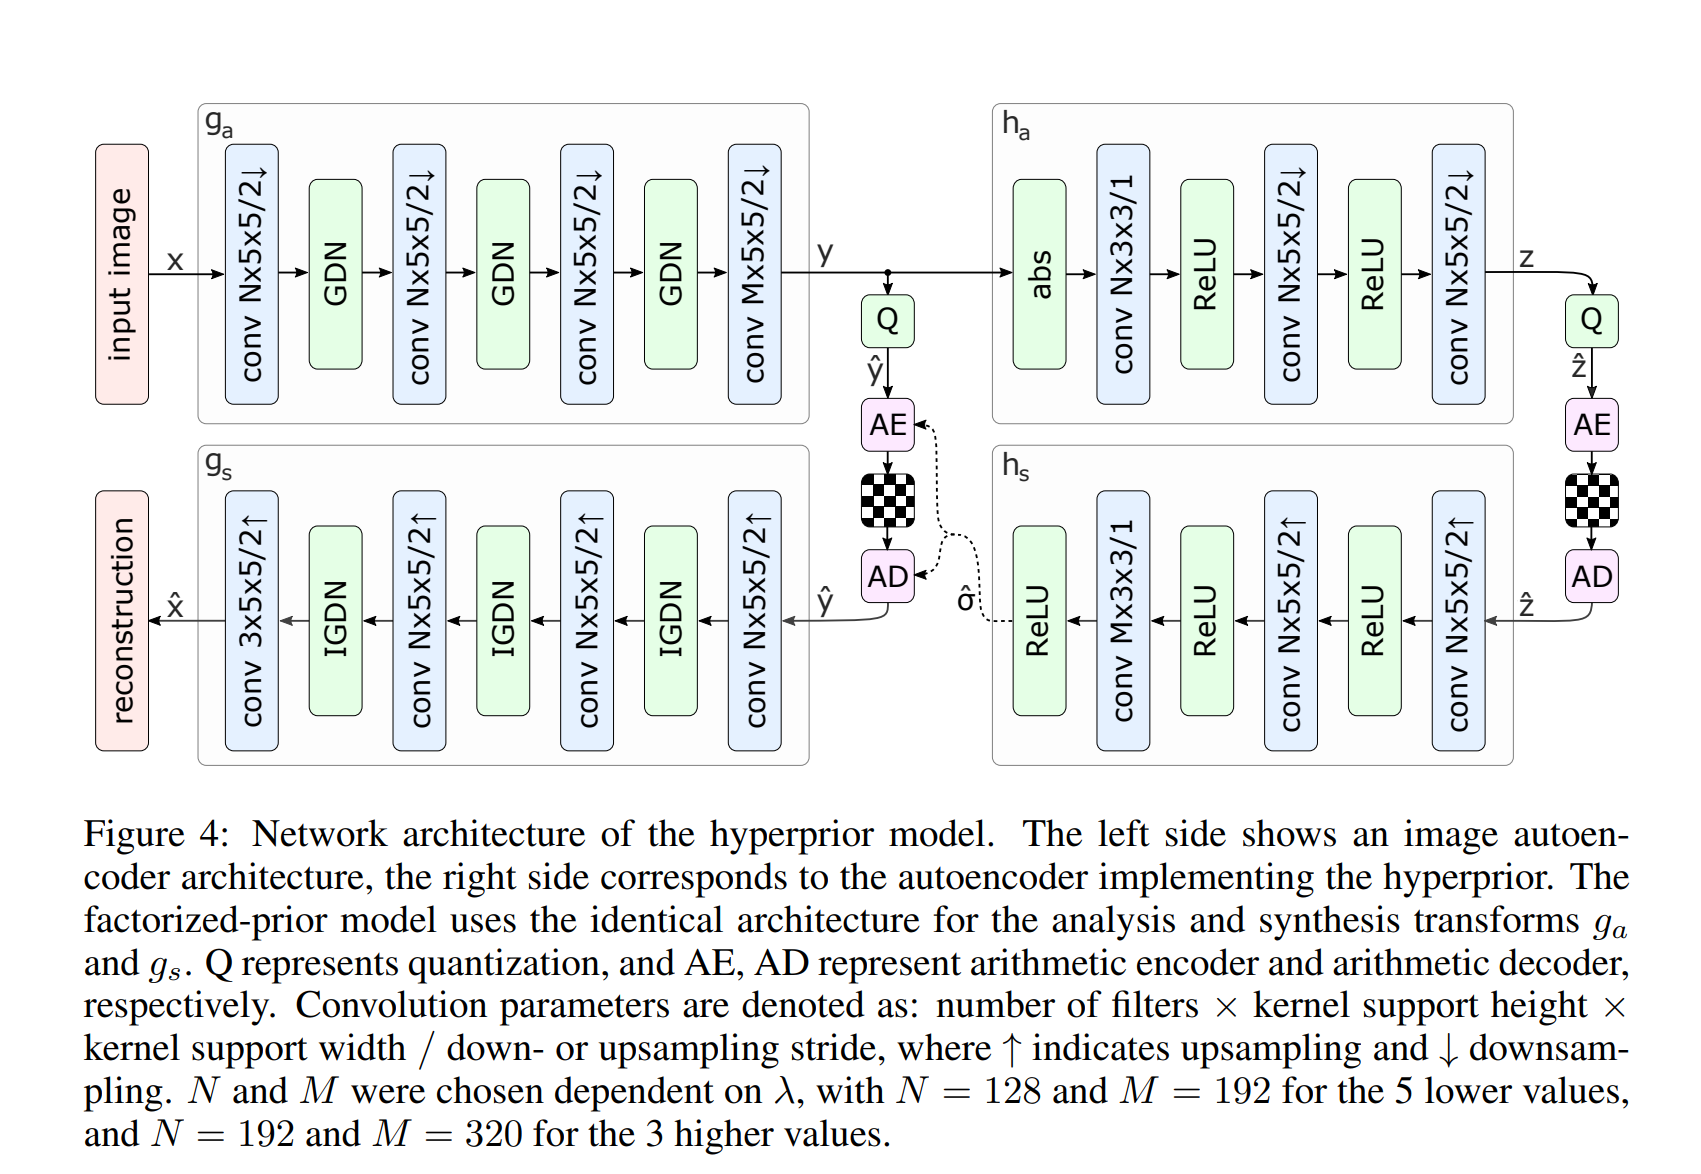 g_a
h_a
input image
x
conv Nx5x5/2↓
GDN
conv Nx5x5/2↓
GDN
conv Nx5x5/2↓
GDN
conv Mx5x5/2↓
y
abs
conv Nx3x3/1
ReLU
conv Nx5x5/2↓
ReLU
conv Nx5x5/2↓
z
Q
ŷ
AE
AD
Q
ẑ
AE
AD
g_s
h_s
reconstruction
x̂
conv 3x5x5/2↑
IGDN
conv Nx5x5/2↑
IGDN
conv Nx5x5/2↑
IGDN
conv Nx5x5/2↑
ŷ
σ̂
ReLU
conv Mx3x3/1
ReLU
conv Nx5x5/2↑
ReLU
conv Nx5x5/2↑
ẑ
Figure 4: Network architecture of the hyperprior model. The left side shows an image autoen-
coder architecture, the right side corresponds to the autoencoder implementing the hyperprior. The
factorized-prior model uses the identical architecture for the analysis and synthesis transforms g_a
and g_s. Q represents quantization, and AE, AD represent arithmetic encoder and arithmetic decoder,
respectively. Convolution parameters are denoted as: number of filters × kernel support height ×
kernel support width / down- or upsampling stride, where ↑ indicates upsampling and ↓ downsam-
pling. N and M were chosen dependent on λ, with N = 128 and M = 192 for the 5 lower values,
and N = 192 and M = 320 for the 3 higher values.